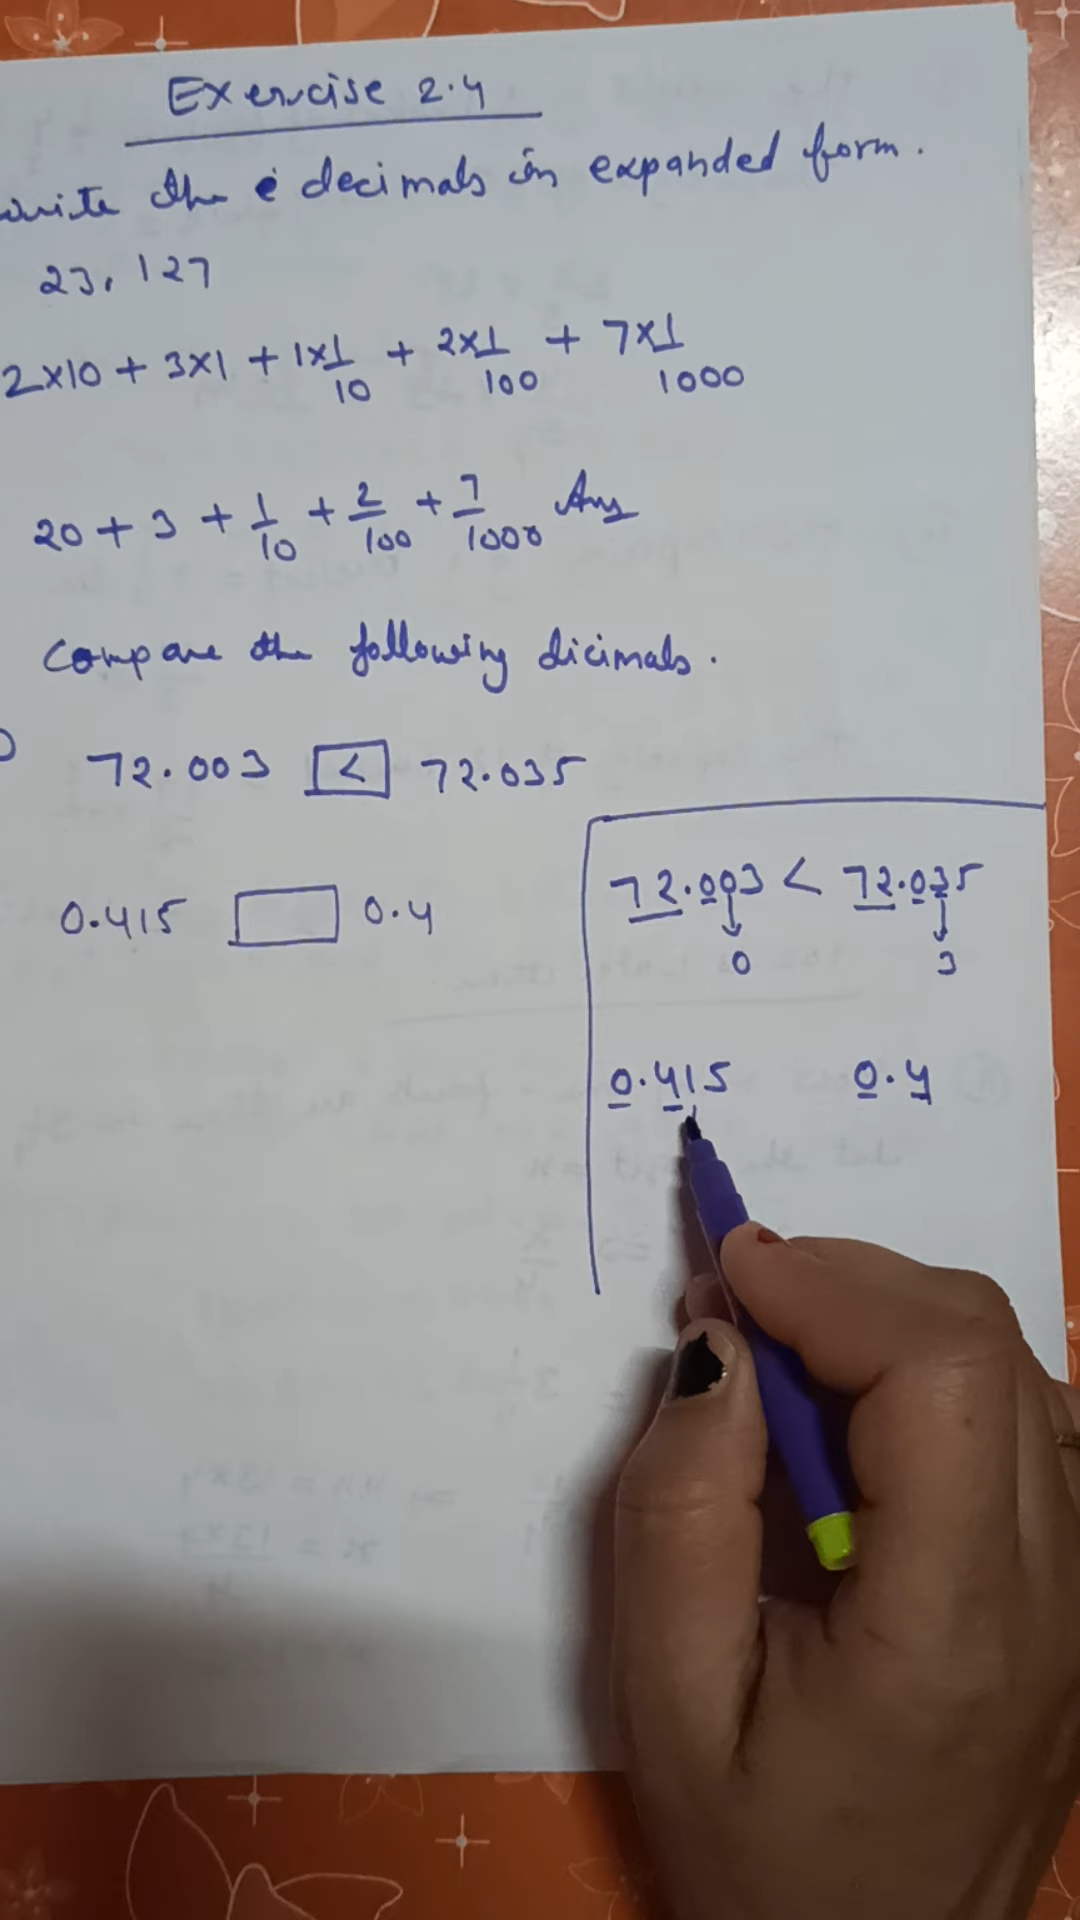 Exercise 2.4
write the decimals in expanded form.
23.127
2×10 + 3×1 + 1×1/10 + 2×1/100 + 7×1/1000
20 + 3 + 1/10 + 2/100 + 7/1000 Ans
Compare the following dicimals.
72.003 < 72.035
0.415 0.4
72.003 < 72.035
0 3
0.415 0.4